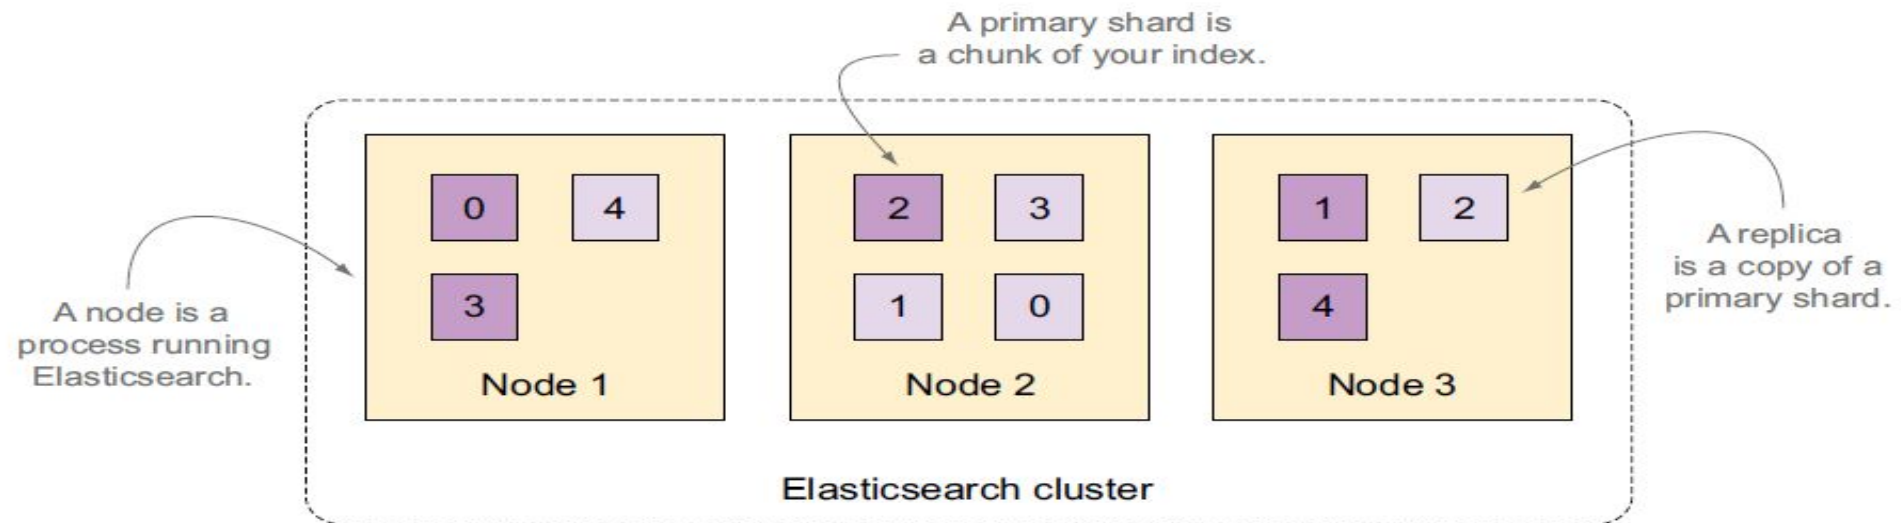 A primary shard is
a chunk of your index.
0
4
3
Node 1
2
3
1
0
Node 2
1
2
4
Node 3
A node is a
process running
Elasticsearch.
A replica
is a copy of a
primary shard.
Elasticsearch cluster